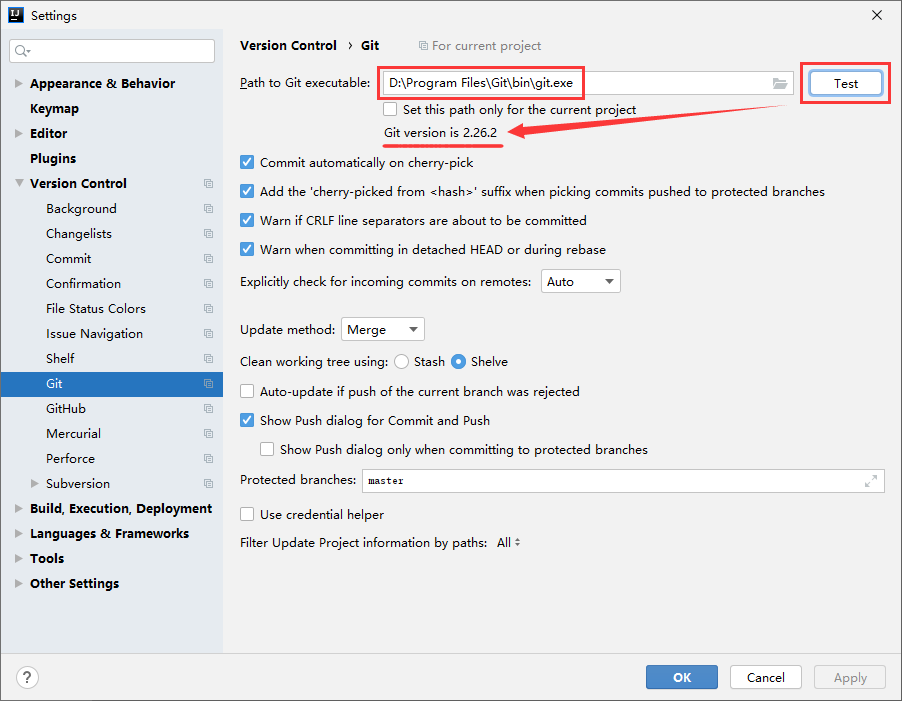 Settings
Version Control › Git For current project
Appearance & Behavior
Keymap
Editor
Plugins
Version Control
Background
Changelists
Commit
Confirmation
File Status Colors
Issue Navigation
Shelf
Git
GitHub
Mercurial
Perforce
Subversion
Build, Execution, Deployment
Languages & Frameworks
Tools
Other Settings
Path to Git executable: D:\Program Files\Git\bin\git.exe Test
Set this path only for the current project
Git version is 2.26.2
Commit automatically on cherry-pick
Add the 'cherry-picked from <hash>' suffix when picking commits pushed to protected branches
Warn if CRLF line separators are about to be committed
Warn when committing in detached HEAD or during rebase
Explicitly check for incoming commits on remotes: Auto
Update method: Merge
Clean working tree using: Stash Shelve
Auto-update if push of the current branch was rejected
Show Push dialog for Commit and Push
Show Push dialog only when committing to protected branches
Protected branches: master
Use credential helper
Filter Update Project information by paths: All
? OK Cancel Apply